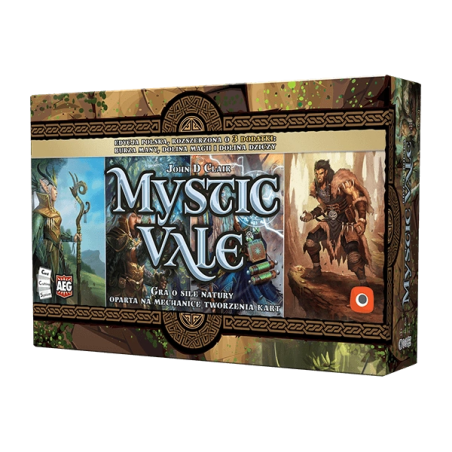 EDYCJA POLSKA, ROZSZERZONA O 3 DODATKI:
BURZA MANY, DOLINA MAGII I DOLINA DZICZY
JOHN D CLAIR
MYSTIC
VALE
GRA O SILE NATURY
OPARTA NA MECHANICE TWORZENIA KART
AEG
MYSTIC VALE